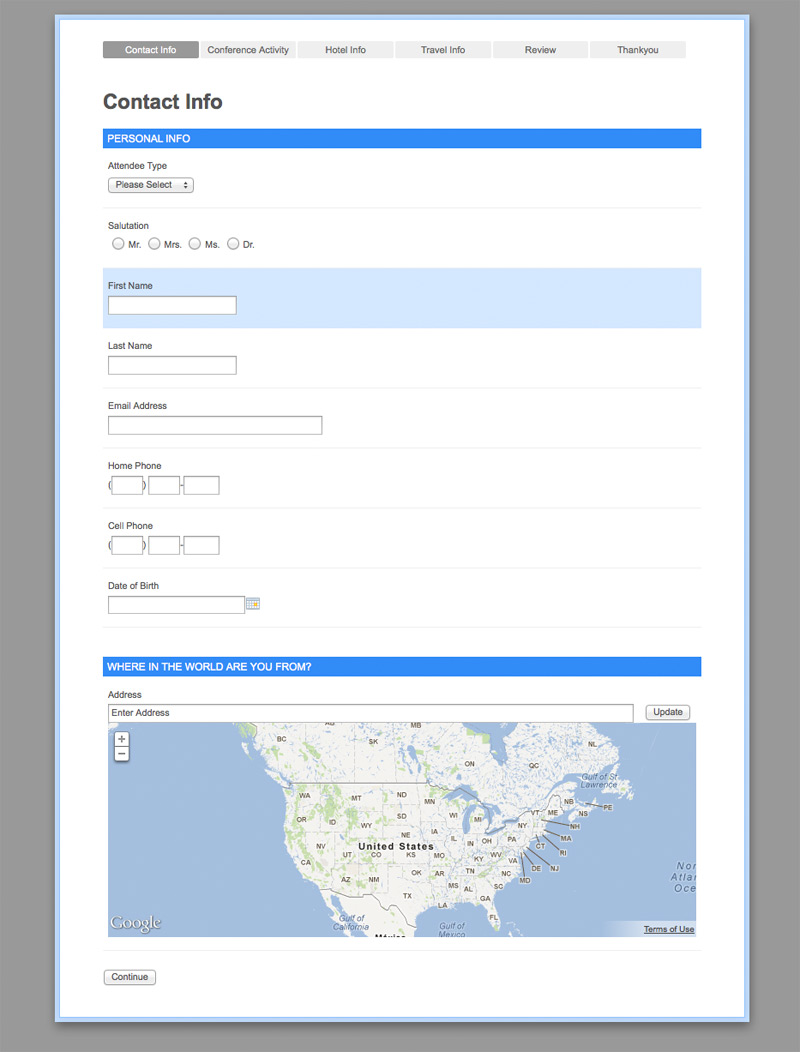 Contact Info Conference Activity Hotel Info Travel Info Review Thankyou
Contact Info
PERSONAL INFO
Attendee Type
Please Select
Salutation
Mr. Mrs. Ms. Dr.
First Name
Last Name
Email Address
Home Phone
( ) -
Cell Phone
( ) -
Date of Birth
WHERE IN THE WORLD ARE YOU FROM?
Address
Enter Address Update
+
−
BC
SK
MB
ON
QC
NL
Gulf of St
Lawrence
NB
PE
NS
WA
MT
ND
MN
WI
MI
VT
ME
NH
OR
ID
WY
SD
NY
MA
CT
RI
NV
UT
CO
NE
IA
IL
IN
OH
PA
United States
CA
KS
MO
KY
WV
VA
NJ
DE
MD
AZ
NM
OK
AR
TN
NC
TX
MS
AL
SC
GA
LA
FL
Nor
Atlan
Oce
Gulf of
California
Gulf of
Mexico
México
Google
Terms of Use
Continue